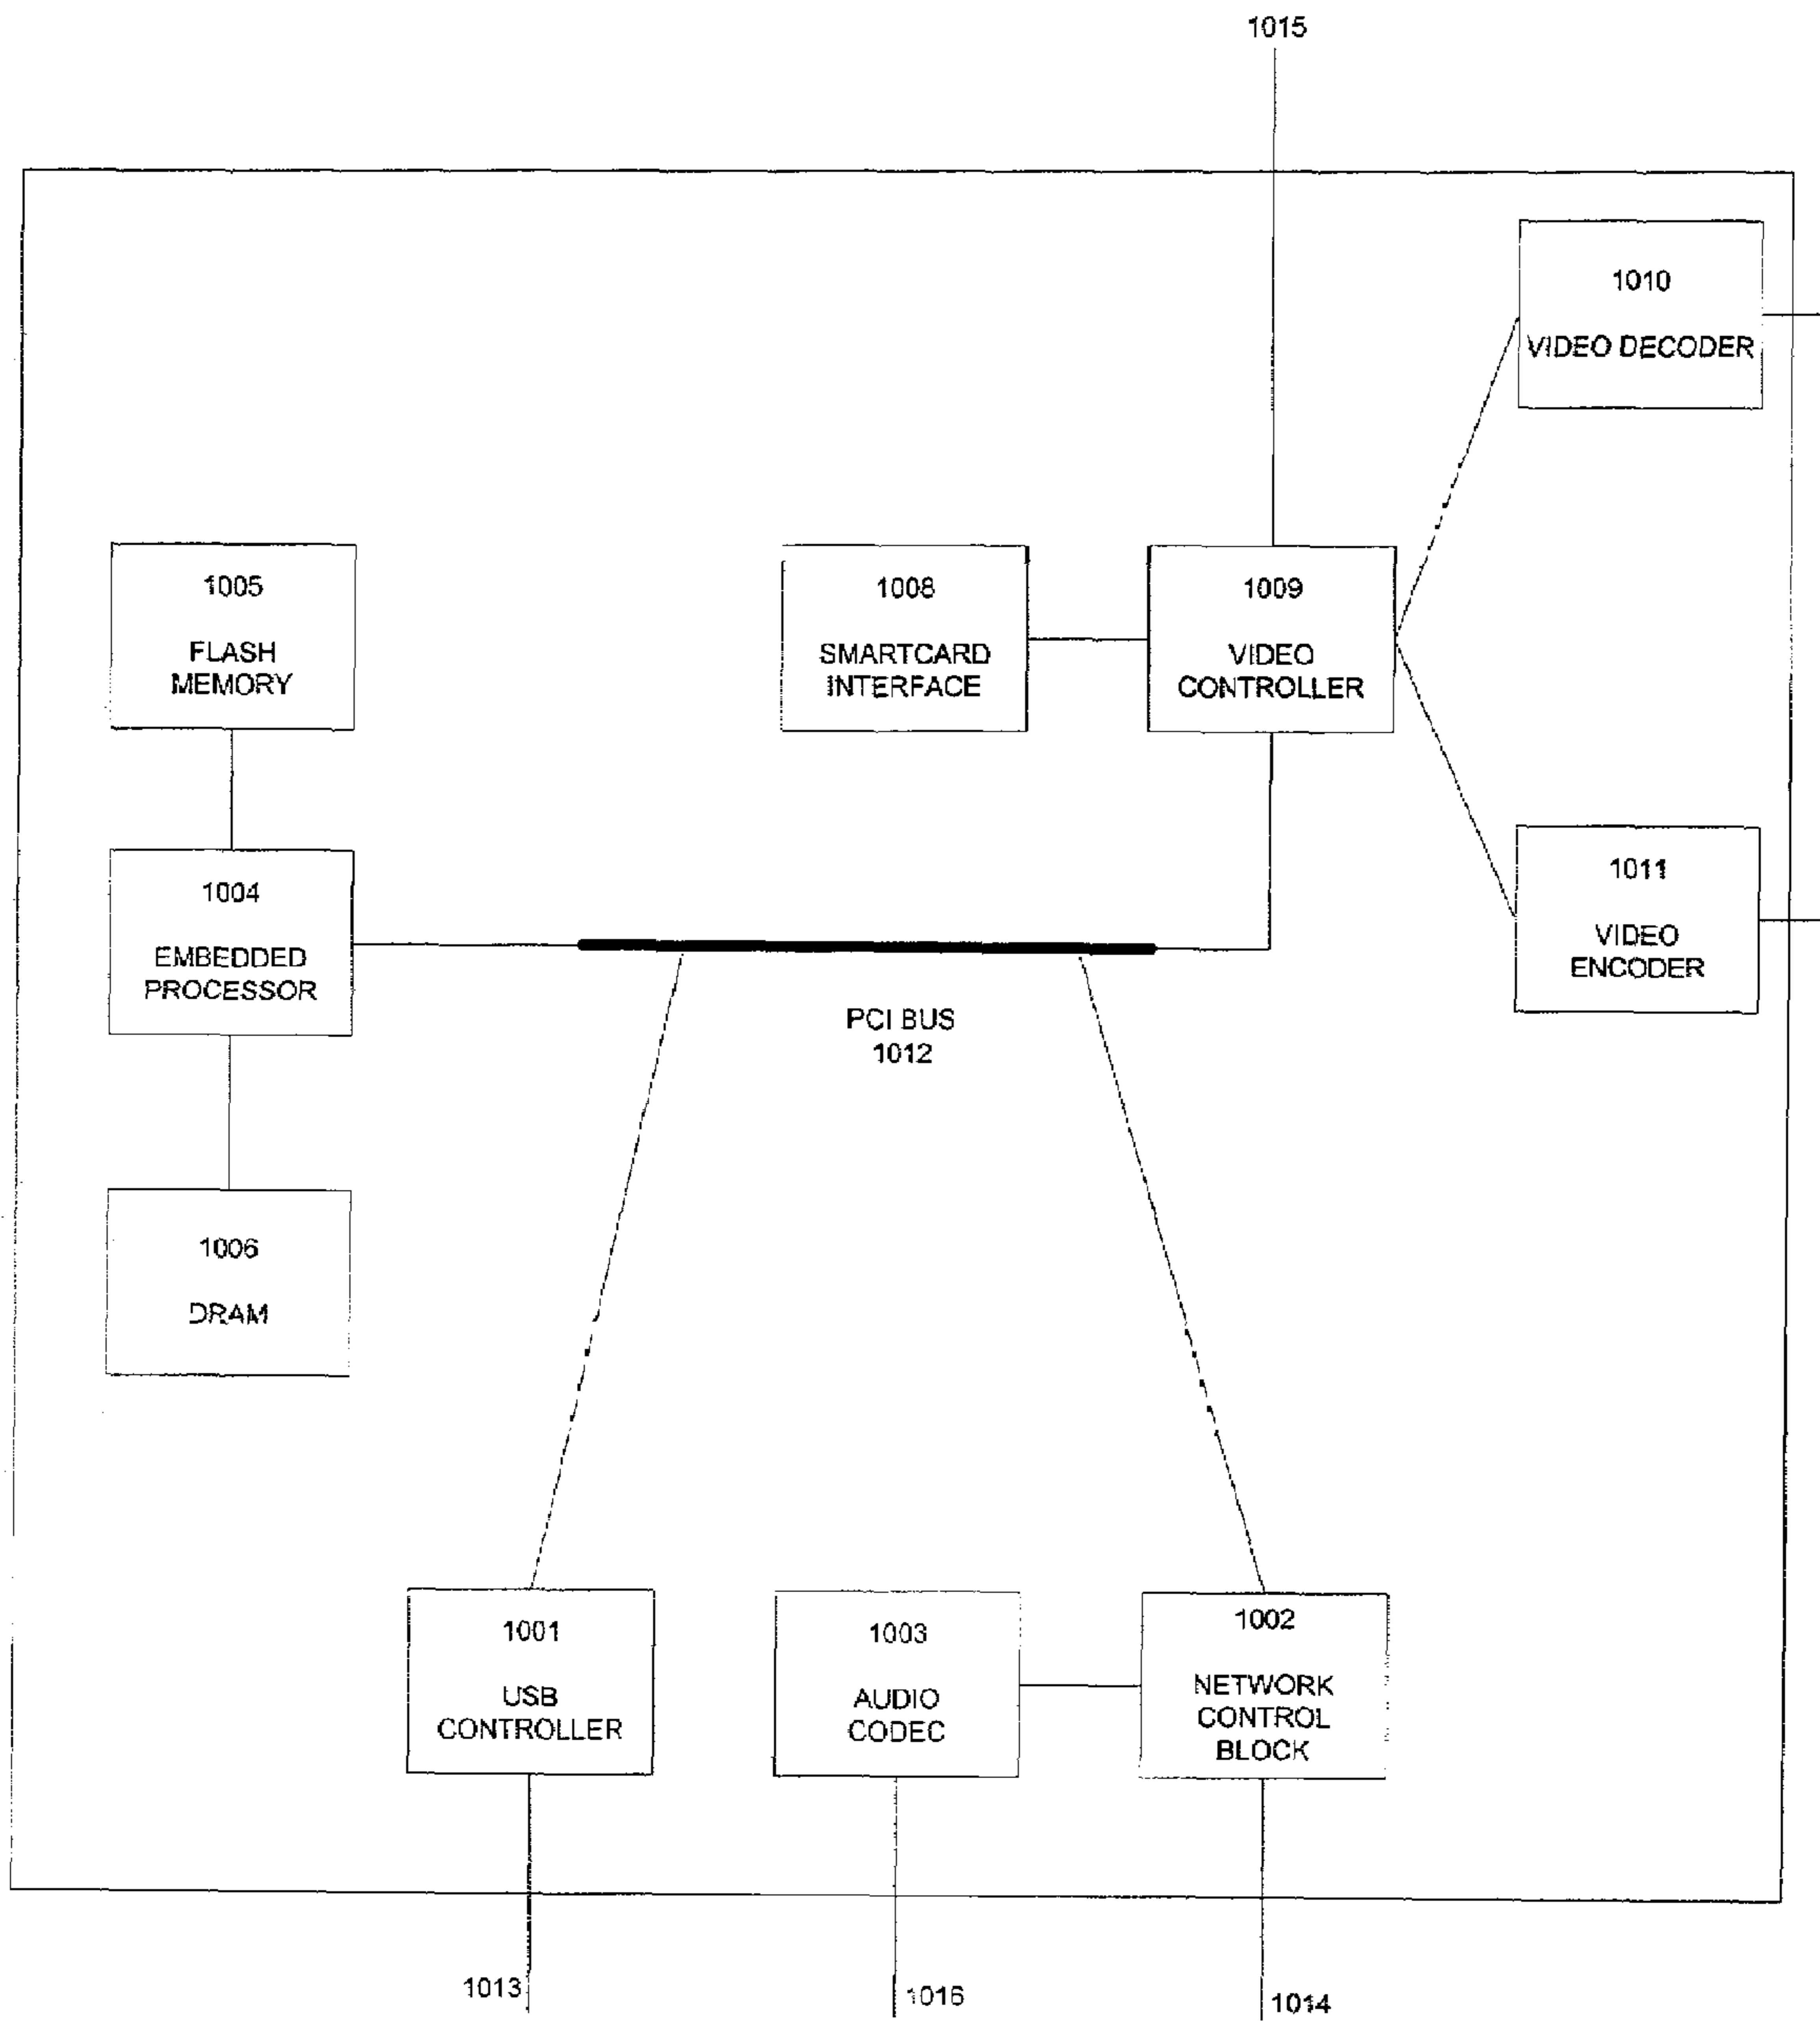 1015
1010
VIDEO DECODER
1005
FLASH
MEMORY
1008
SMARTCARD
INTERFACE
1009
VIDEO
CONTROLLER
1004
EMBEDDED
PROCESSOR
1011
VIDEO
ENCODER
PCI BUS
1012
1006
DRAM
1001
USB
CONTROLLER
1003
AUDIO
CODEC
1002
NETWORK
CONTROL
BLOCK
1013
1016
1014